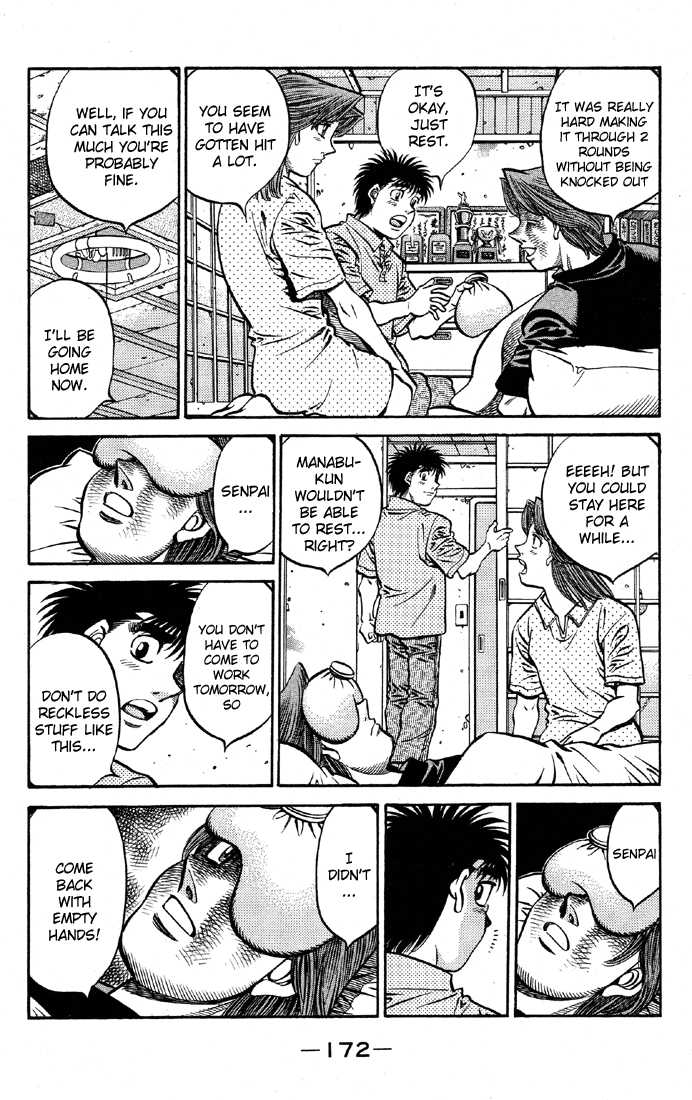 IT WAS REALLY
HARD MAKING
IT THROUGH 2
ROUNDS
WITHOUT BEING
KNOCKED OUT
IT'S
OKAY,
JUST
REST.
YOU SEEM
TO HAVE
GOTTEN HIT
A LOT.
WELL, IF YOU
CAN TALK THIS
MUCH YOU'RE
PROBABLY
FINE.
I'LL BE
GOING
HOME
NOW.
EEEEH! BUT
YOU COULD
STAY HERE
FOR A
WHILE...
MANABU-
KUN
WOULDN'T
BE ABLE
TO REST...
RIGHT?
SENPAI
...
YOU DON'T
HAVE TO
COME TO
WORK
TOMORROW,
SO
DON'T DO
RECKLESS
STUFF LIKE
THIS...
SENPAI
I
DIDN'T
...
COME
BACK
WITH
EMPTY
HANDS!
—172—